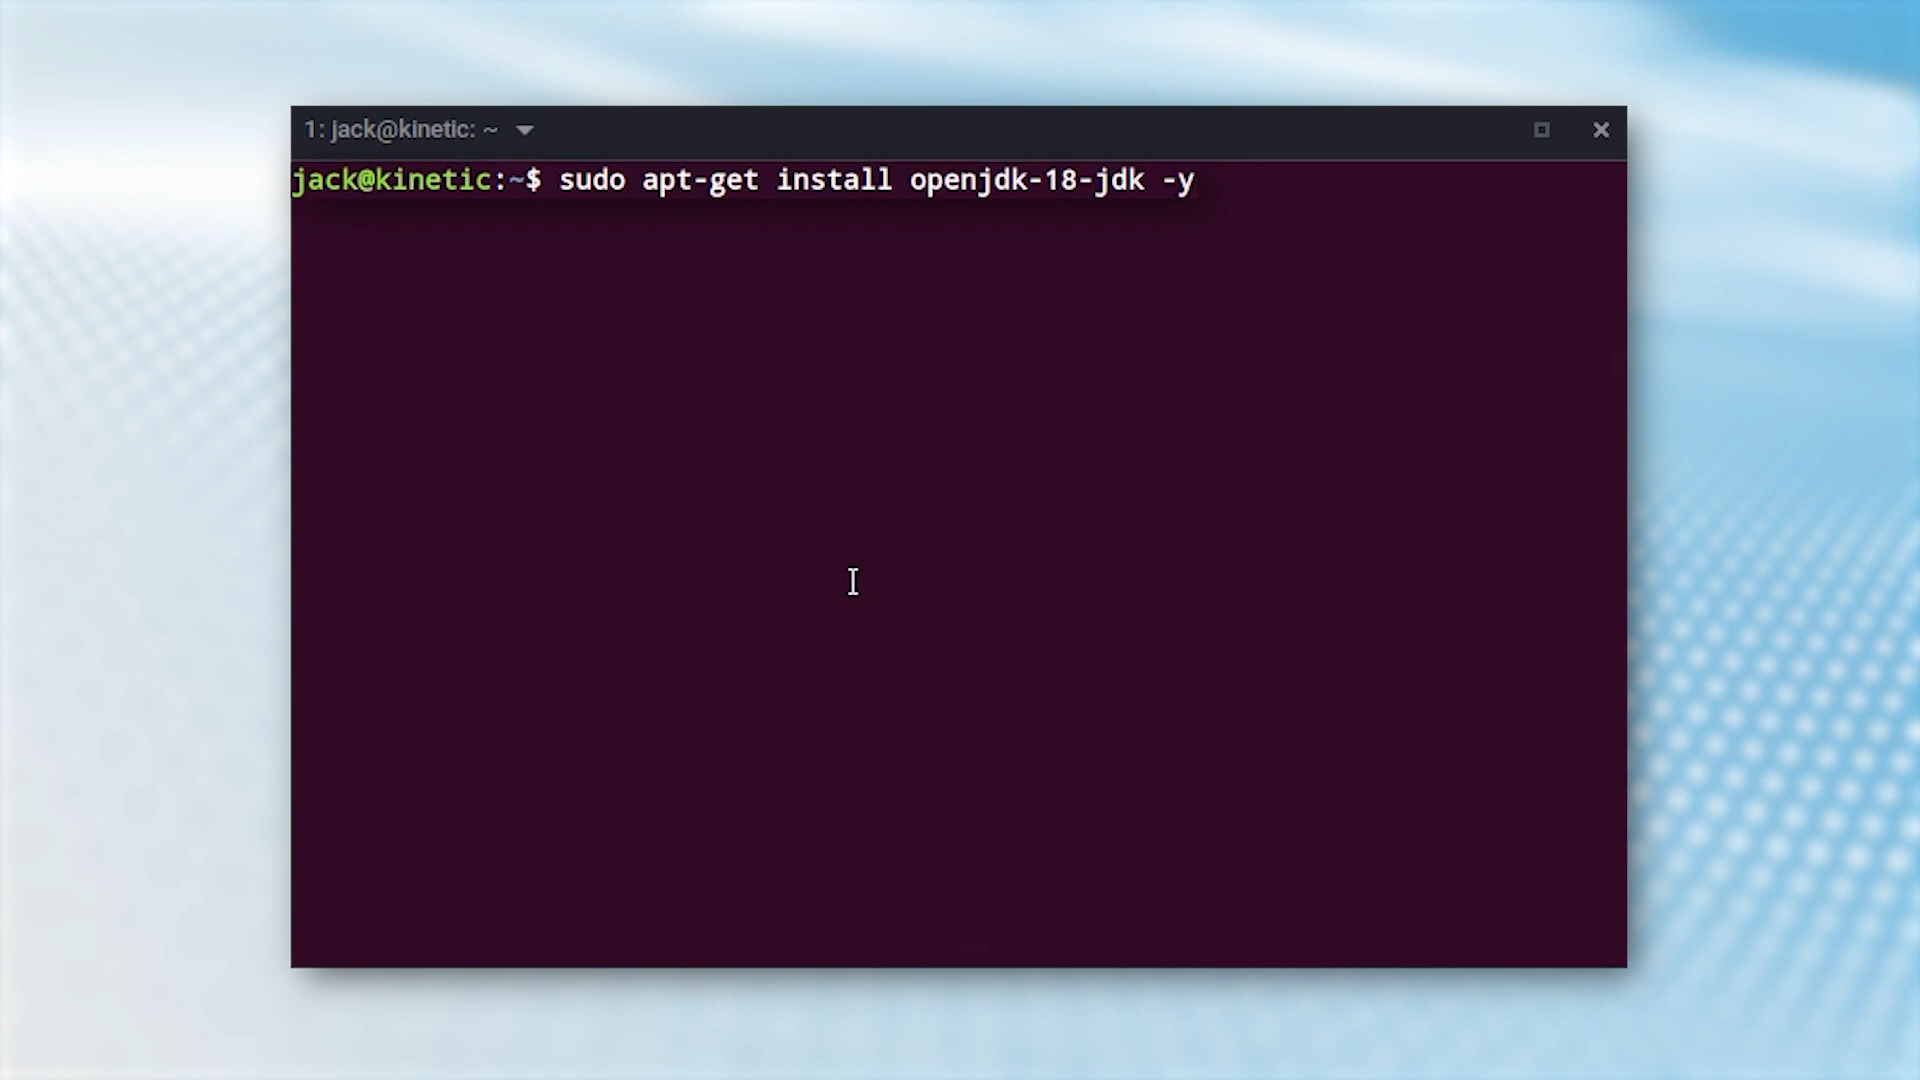 1: jack@kinetic: ~
jack@kinetic:~$ sudo apt-get install openjdk-18-jdk -y